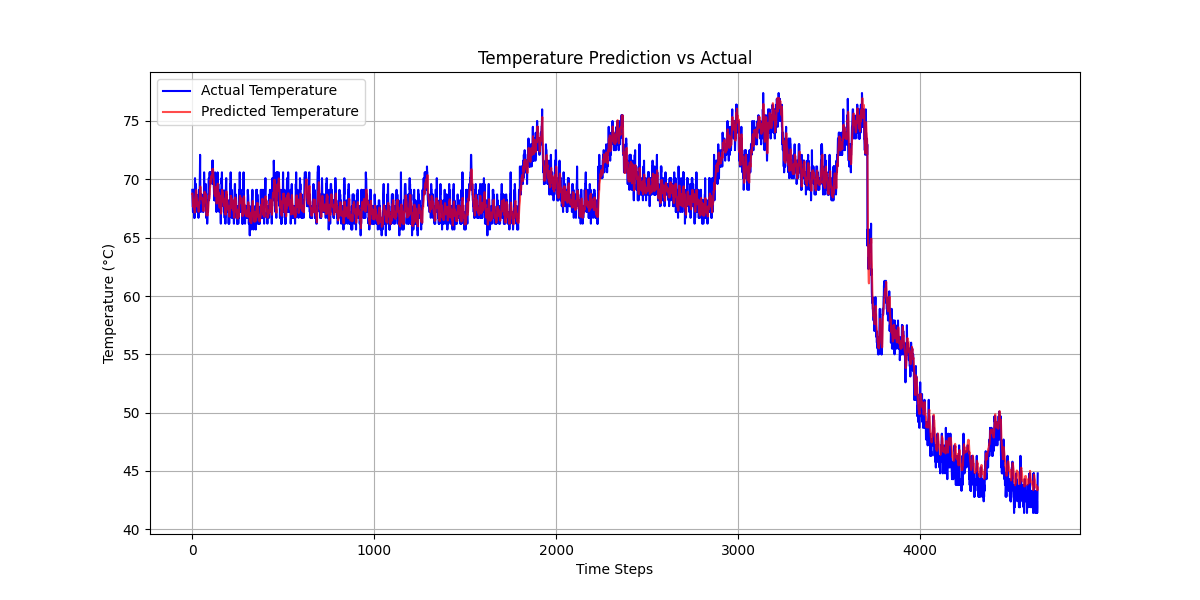 Temperature Prediction vs Actual
Actual Temperature
Predicted Temperature
Temperature (°C)
75
70
65
60
55
50
45
40
0 1000 2000 3000 4000
Time Steps